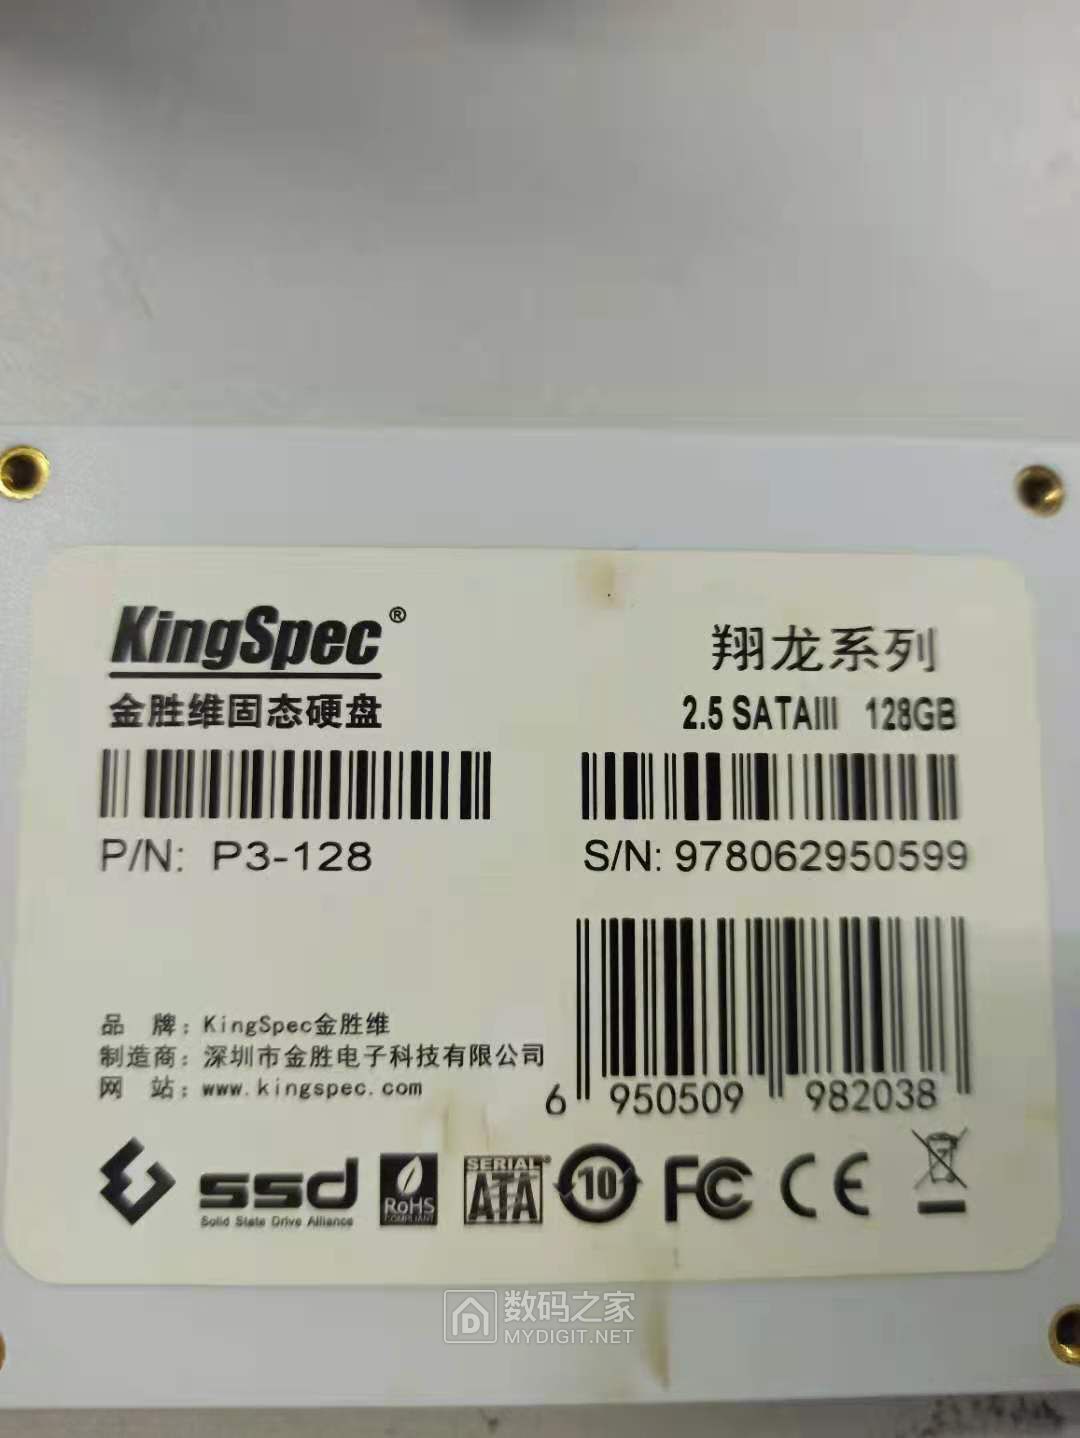 KingSpec®
金胜维固态硬盘
翔龙系列
2.5 SATAIII 128GB
P/N: P3-128
S/N: 978062950599
品 牌：KingSpec金胜维
制造商：深圳市金胜电子科技有限公司
网 站：www.kingspec.com
6 950509 982038
ssd
Solid State Drive Alliance
RoHS
COMPLIANT
SERIAL
ATA
10
FC
CE
数码之家
MYDIGIT.NET